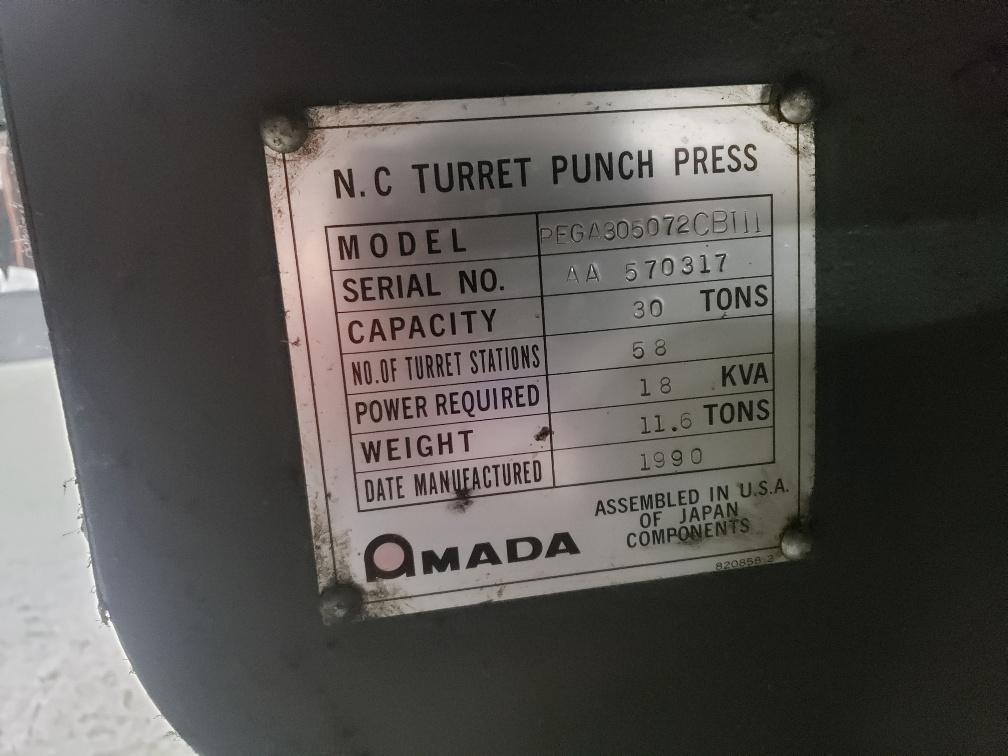 N.C TURRET PUNCH PRESS
MODEL PEGA305072CBIII
SERIAL NO. AA 570317
CAPACITY 30 TONS
NO.OF TURRET STATIONS 58
POWER REQUIRED 18 KVA
WEIGHT 11.6 TONS
DATE MANUFACTURED 1990
AMADA
ASSEMBLED IN U.S.A.
OF JAPAN
COMPONENTS
820858-2